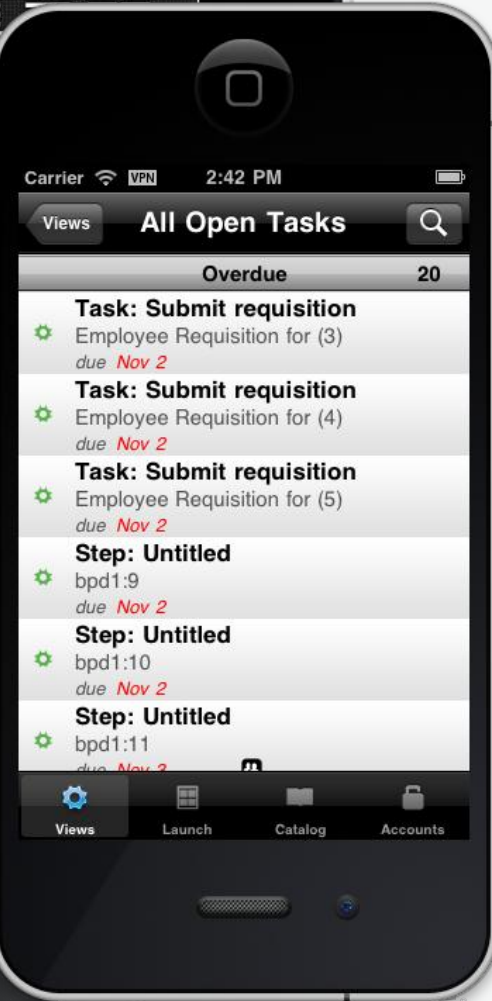 Carrier VPN 2:42 PM
Views All Open Tasks
Overdue 20
Task: Submit requisition
Employee Requisition for (3)
due Nov 2
Task: Submit requisition
Employee Requisition for (4)
due Nov 2
Task: Submit requisition
Employee Requisition for (5)
due Nov 2
Step: Untitled
bpd1:9
due Nov 2
Step: Untitled
bpd1:10
due Nov 2
Step: Untitled
bpd1:11
due Nov 3
Views Launch Catalog Accounts